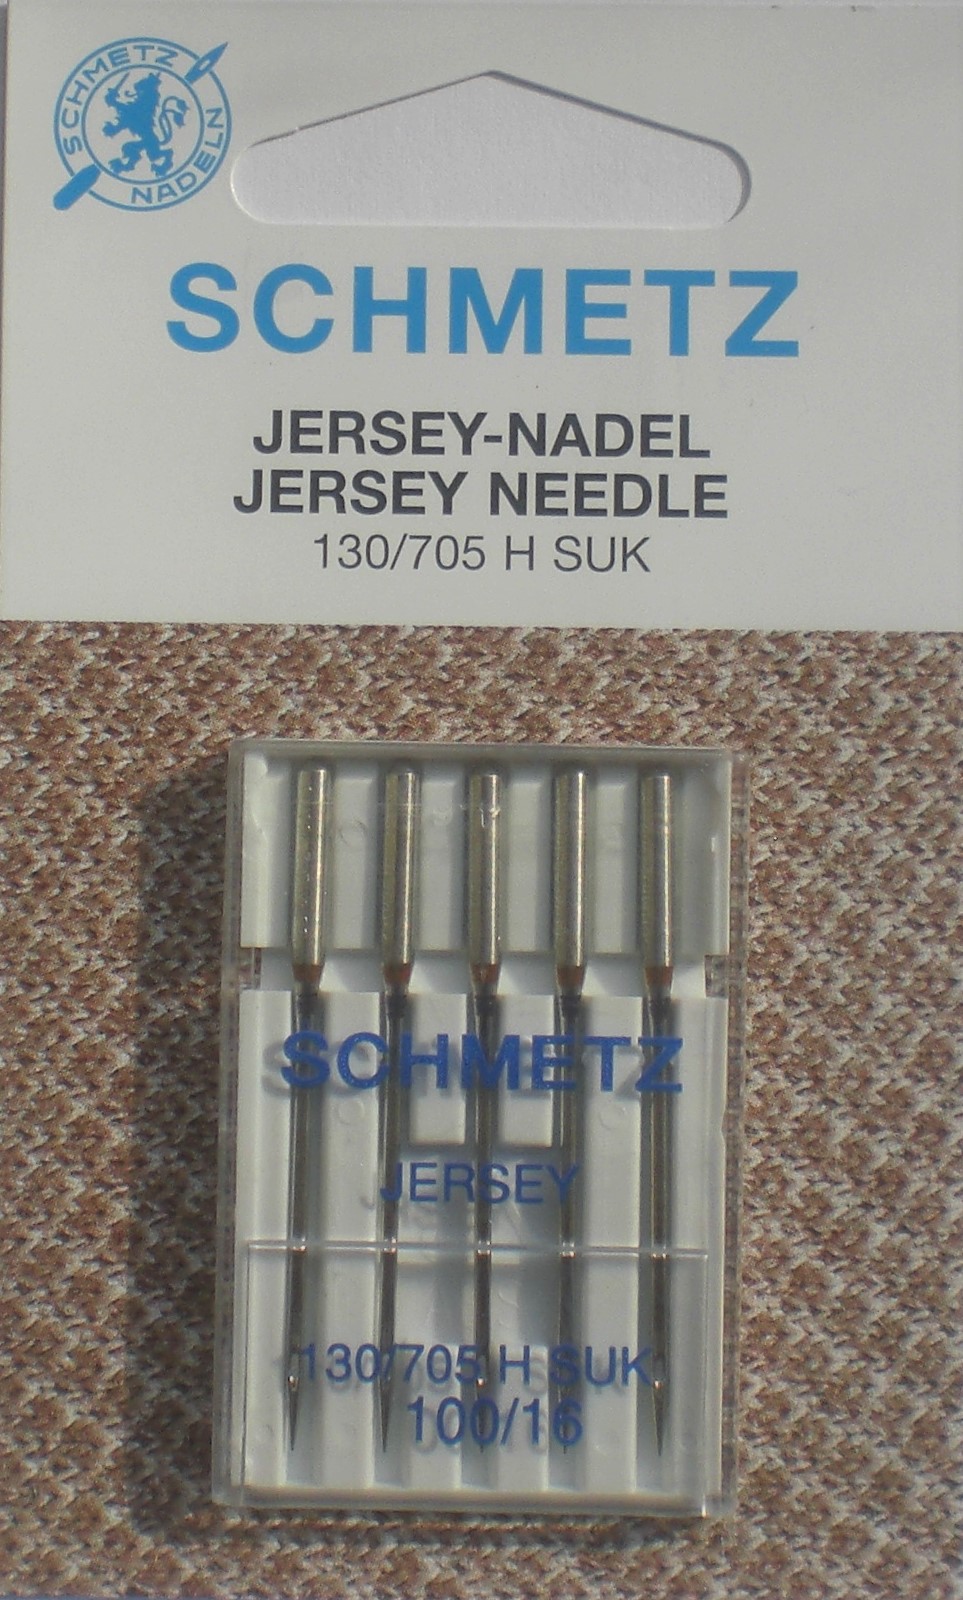 SCHMETZ
NADELN
SCHMETZ
JERSEY-NADEL
JERSEY NEEDLE
130/705 H SUK
SCHMETZ
JERSEY
130/705 H SUK
100/16